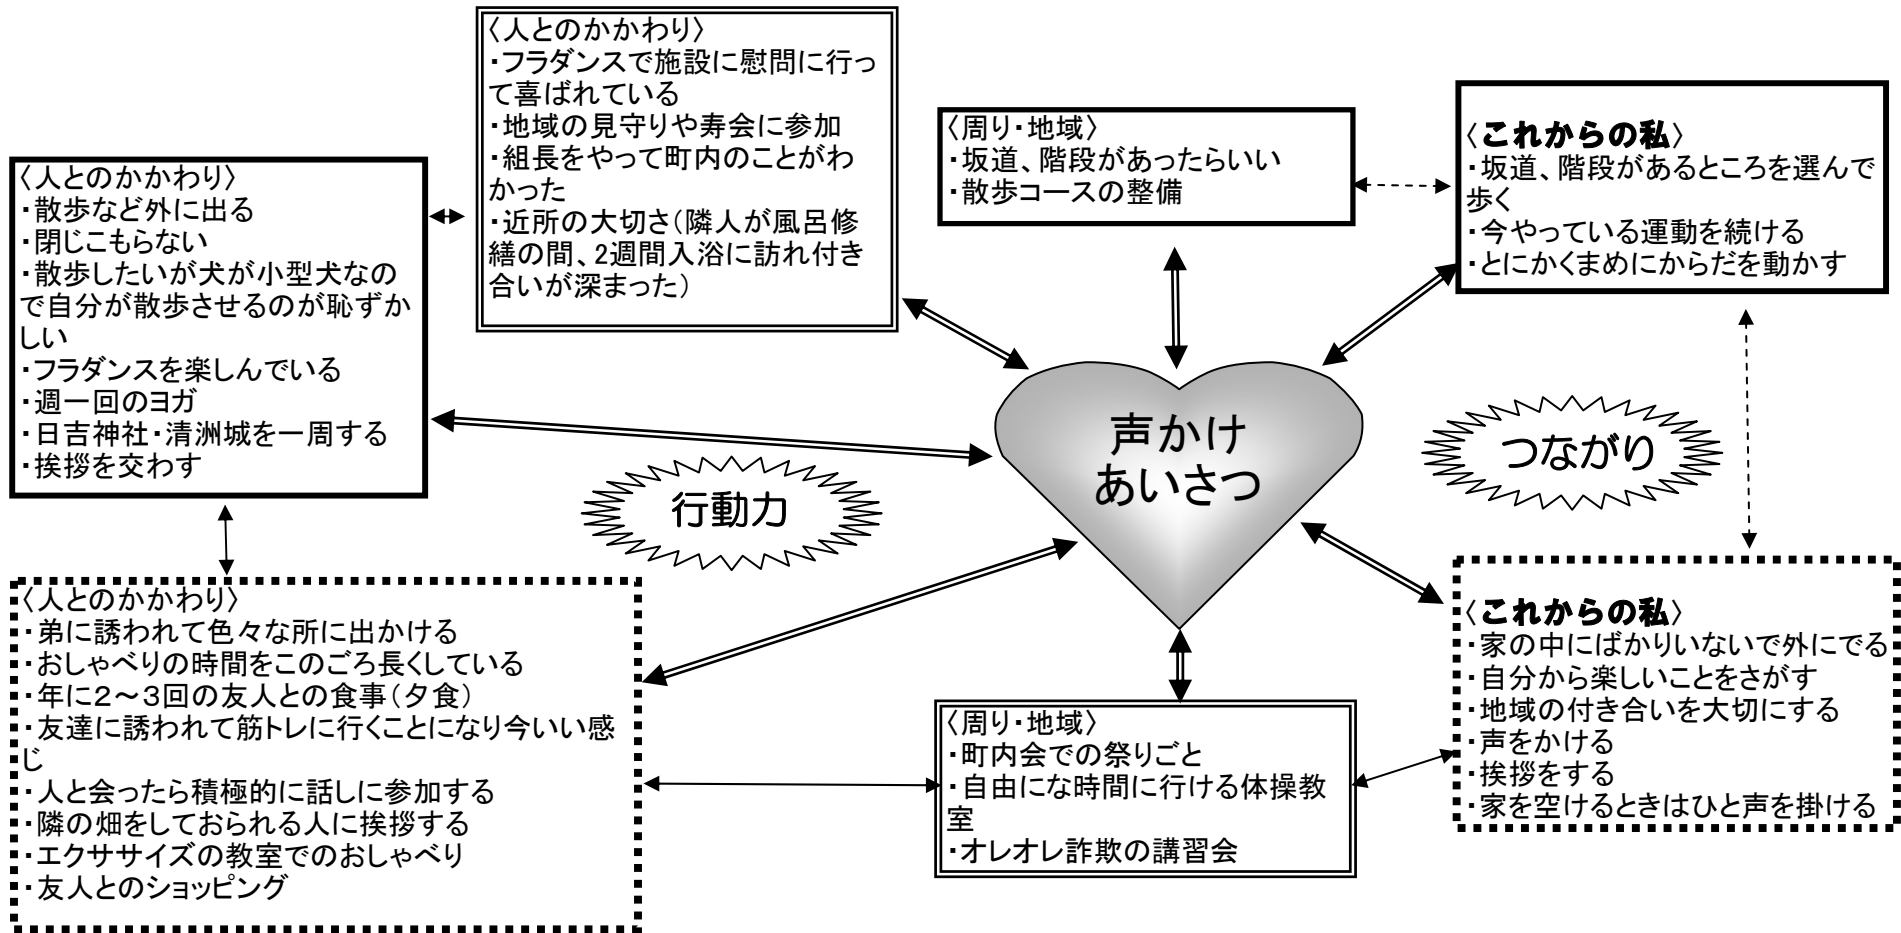 〈人とのかかわり〉
・フラダンスで施設に慰問に行っ
て喜ばれている
・地域の見守りや寿会に参加
・組長をやって町内のことがわ
かった
・近所の大切さ(隣人が風呂修
繕の間、2週間入浴に訪れ付き
合いが深まった)
〈周り・地域〉
・坂道、階段があったらいい
・散歩コースの整備
〈これからの私〉
・坂道、階段があるところを選んで
歩く
・今やっている運動を続ける
・とにかくまめにからだを動かす
〈人とのかかわり〉
・散歩など外に出る
・閉じこもらない
・散歩したいが犬が小型犬なの
で自分が散歩させるのが恥ずか
しい
・フラダンスを楽しんでいる
・週一回のヨガ
・日吉神社・清洲城を一周する
・挨拶を交わす
声かけ
あいさつ
行動力
つながり
〈人とのかかわり〉
・弟に誘われて色々な所に出かける
・おしゃべりの時間をこのごろ長くしている
・年に２～３回の友人との食事(夕食)
・友達に誘われて筋トレに行くことになり今いい感
じ
・人と会ったら積極的に話しに参加する
・隣の畑をしておられる人に挨拶する
・エクササイズの教室でのおしゃべり
・友人とのショッピング
〈周り・地域〉
・町内会での祭りごと
・自由にな時間に行ける体操教
室
・オレオレ詐欺の講習会
〈これからの私〉
・家の中にばかりいないで外にでる
・自分から楽しいことをさがす
・地域の付き合いを大切にする
・声をかける
・挨拶をする
・家を空けるときはひと声を掛ける